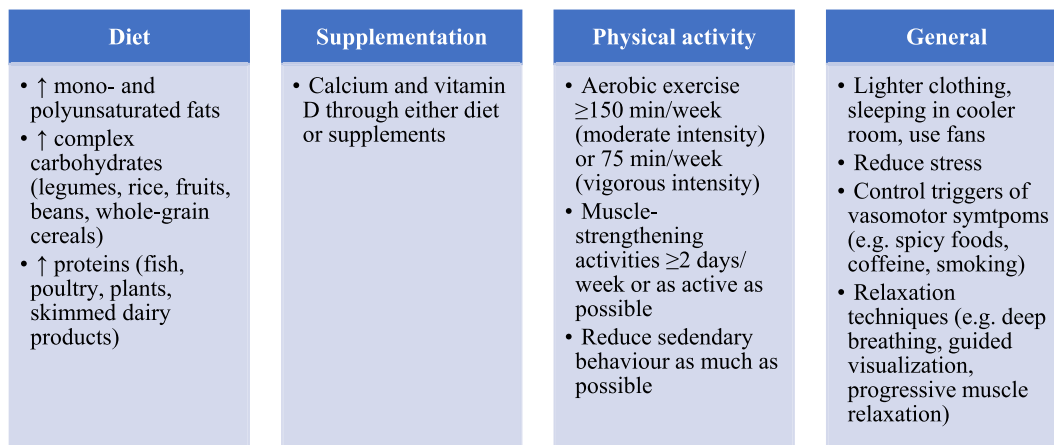 Diet
• ↑ mono- and
polyunsaturated fats
• ↑ complex
carbohydrates
(legumes, rice, fruits,
beans, whole-grain
cereals)
• ↑ proteins (fish,
poultry, plants,
skimmed dairy
products)
Supplementation
• Calcium and vitamin
D through either diet
or supplements
Physical activity
• Aerobic exercise
≥150 min/week
(moderate intensity)
or 75 min/week
(vigorous intensity)
• Muscle-
strengthening
activities ≥2 days/
week or as active as
possible
• Reduce sedendary
behaviour as much as
possible
General
• Lighter clothing,
sleeping in cooler
room, use fans
• Reduce stress
• Control triggers of
vasomotor symtpoms
(e.g. spicy foods,
coffeine, smoking)
• Relaxation
techniques (e.g. deep
breathing, guided
visualization,
progressive muscle
relaxation)